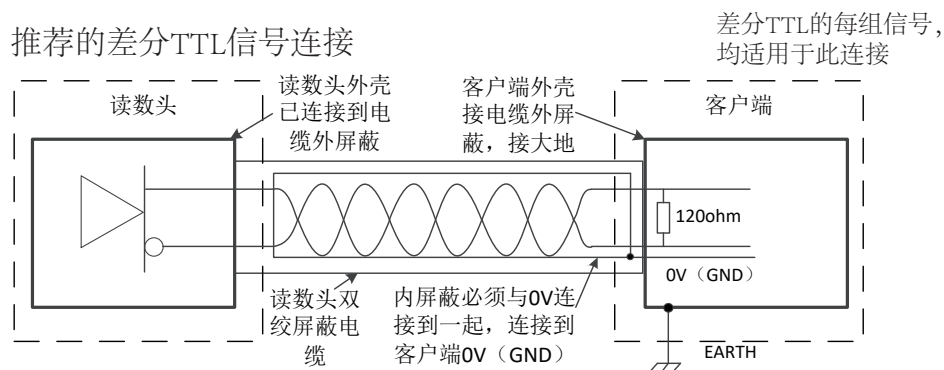 推荐的差分TTL信号连接
差分TTL的每组信号，
均适用于此连接
读数头
读数头外壳
已连接到电
缆外屏蔽
客户端外壳
接电缆外屏
蔽，接大地
客户端
120ohm
0V（GND）
读数头双
绞屏蔽电
缆
内屏蔽必须与0V连
接到一起，连接到
客户端0V（GND）
EARTH